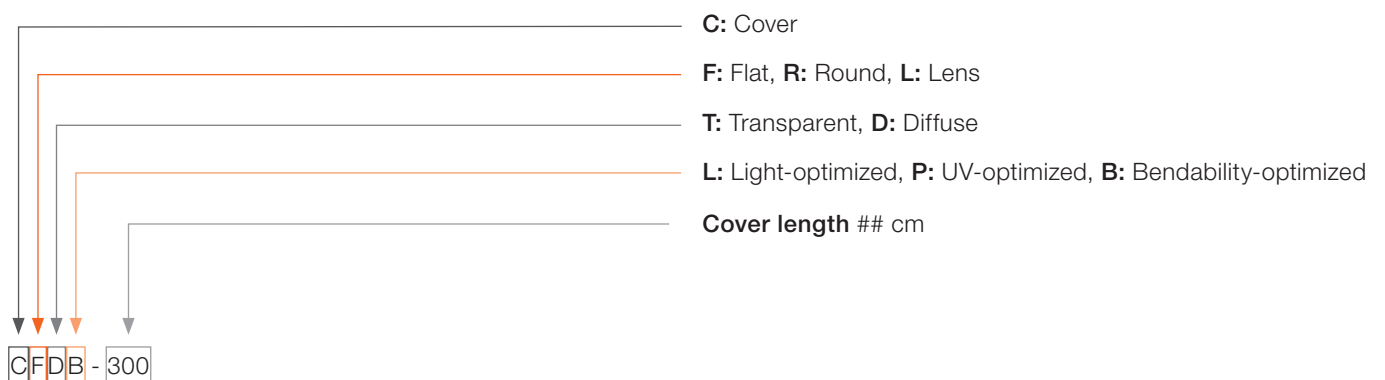 C: Cover
F: Flat, R: Round, L: Lens
T: Transparent, D: Diffuse
L: Light-optimized, P: UV-optimized, B: Bendability-optimized
Cover length ## cm
CFDB - 300